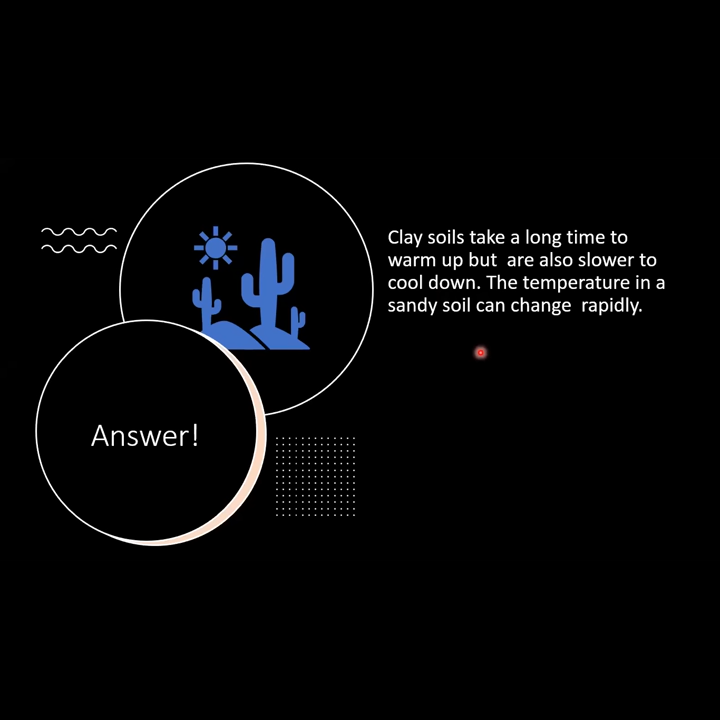 Clay soils take a long time to
warm up but  are also slower to
cool down. The temperature in a
sandy soil can change  rapidly.
Answer!